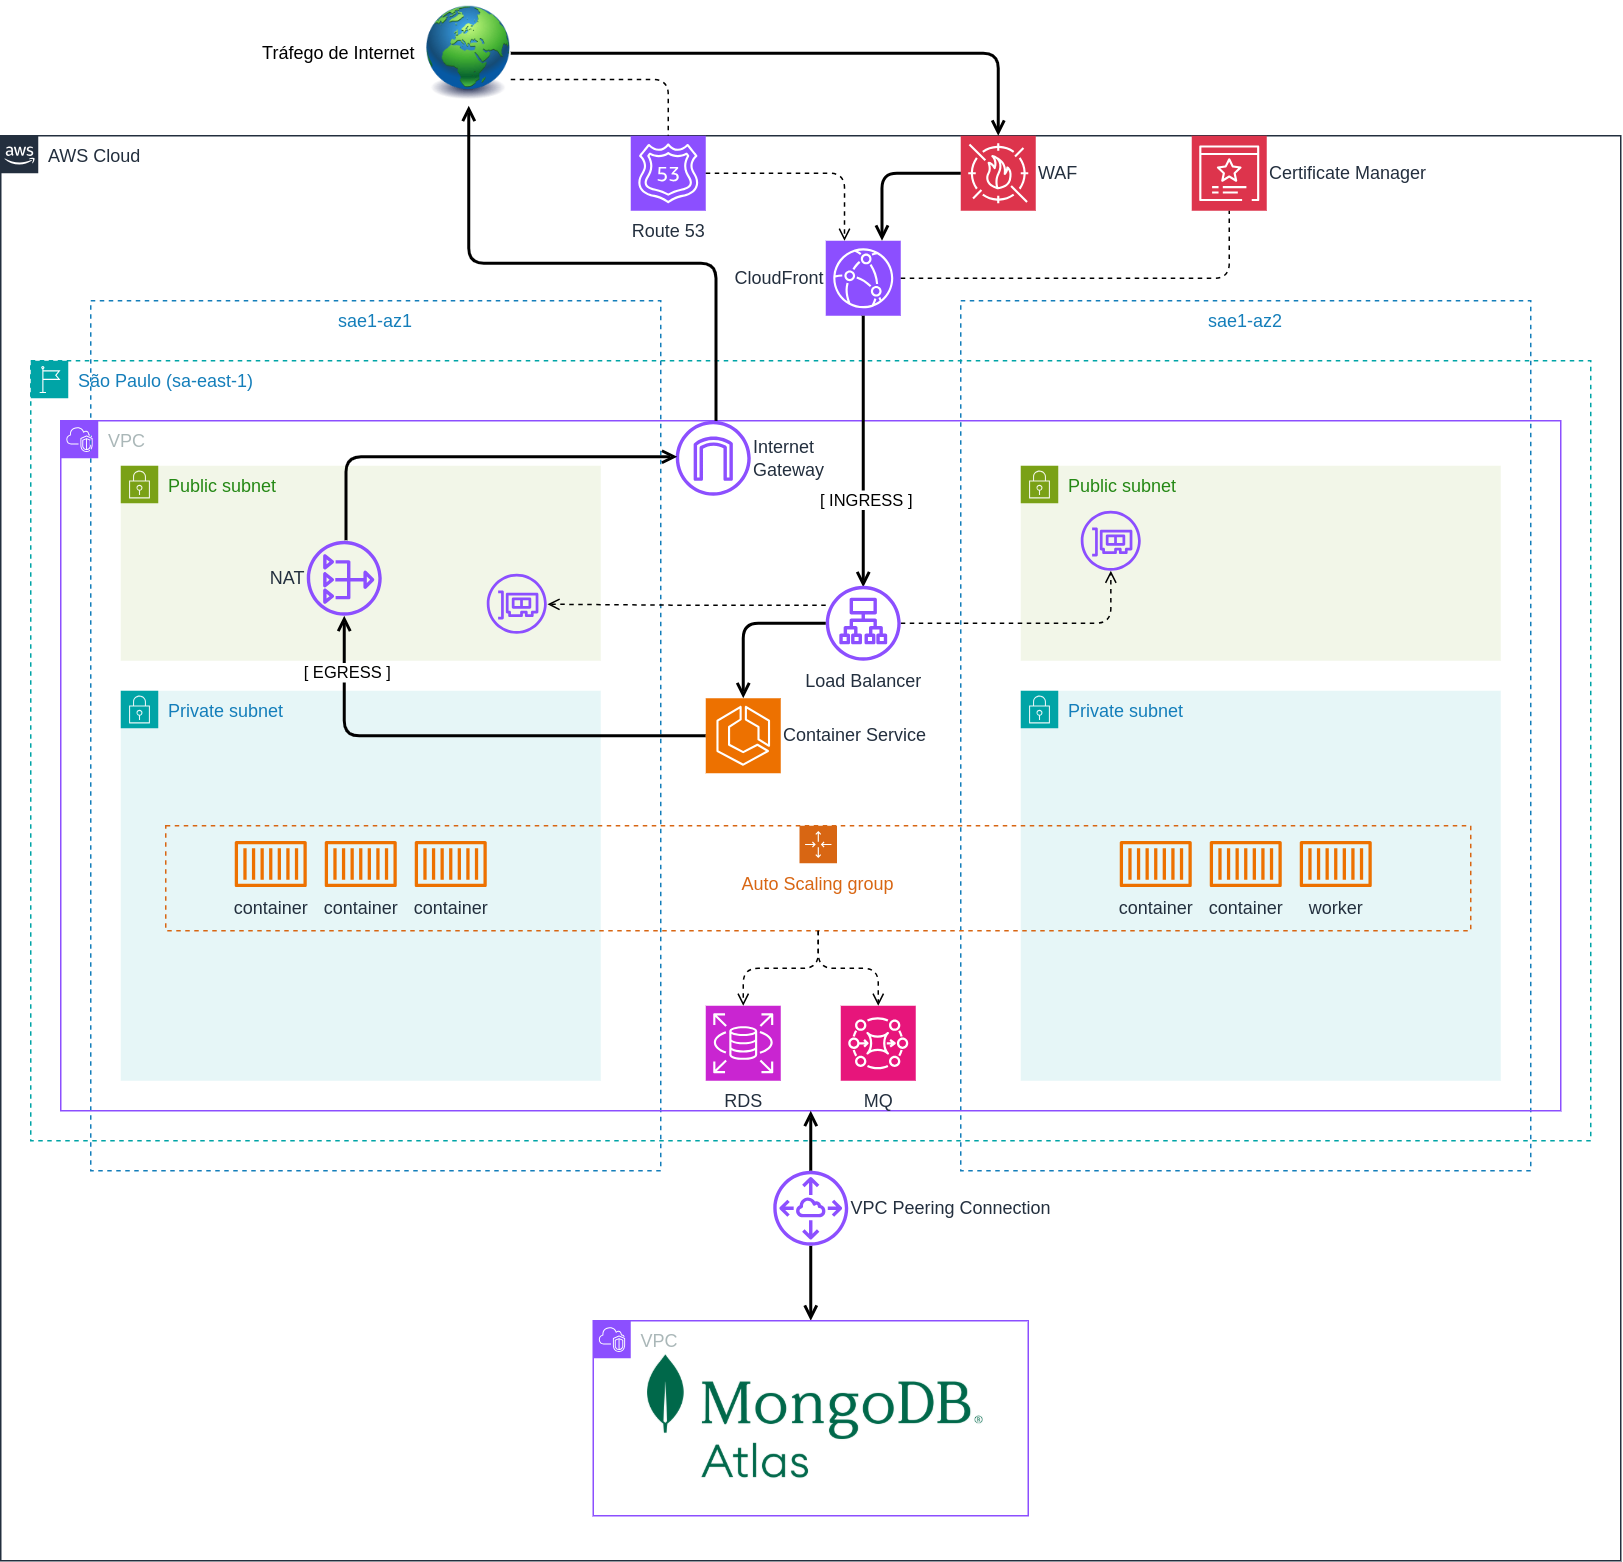 Tráfego de Internet
aws
AWS Cloud
53
Route 53
WAF
Certificate Manager
CloudFront
sae1-az1
sae1-az2
São Paulo (sa-east-1)
VPC
Internet
Gateway
Public subnet
Public subnet
[ INGRESS ]
NAT
[ EGRESS ]
Load Balancer
Private subnet
Private subnet
Container Service
Auto Scaling group
container
container
container
container
container
worker
RDS
MQ
VPC Peering Connection
VPC
MongoDB®
Atlas